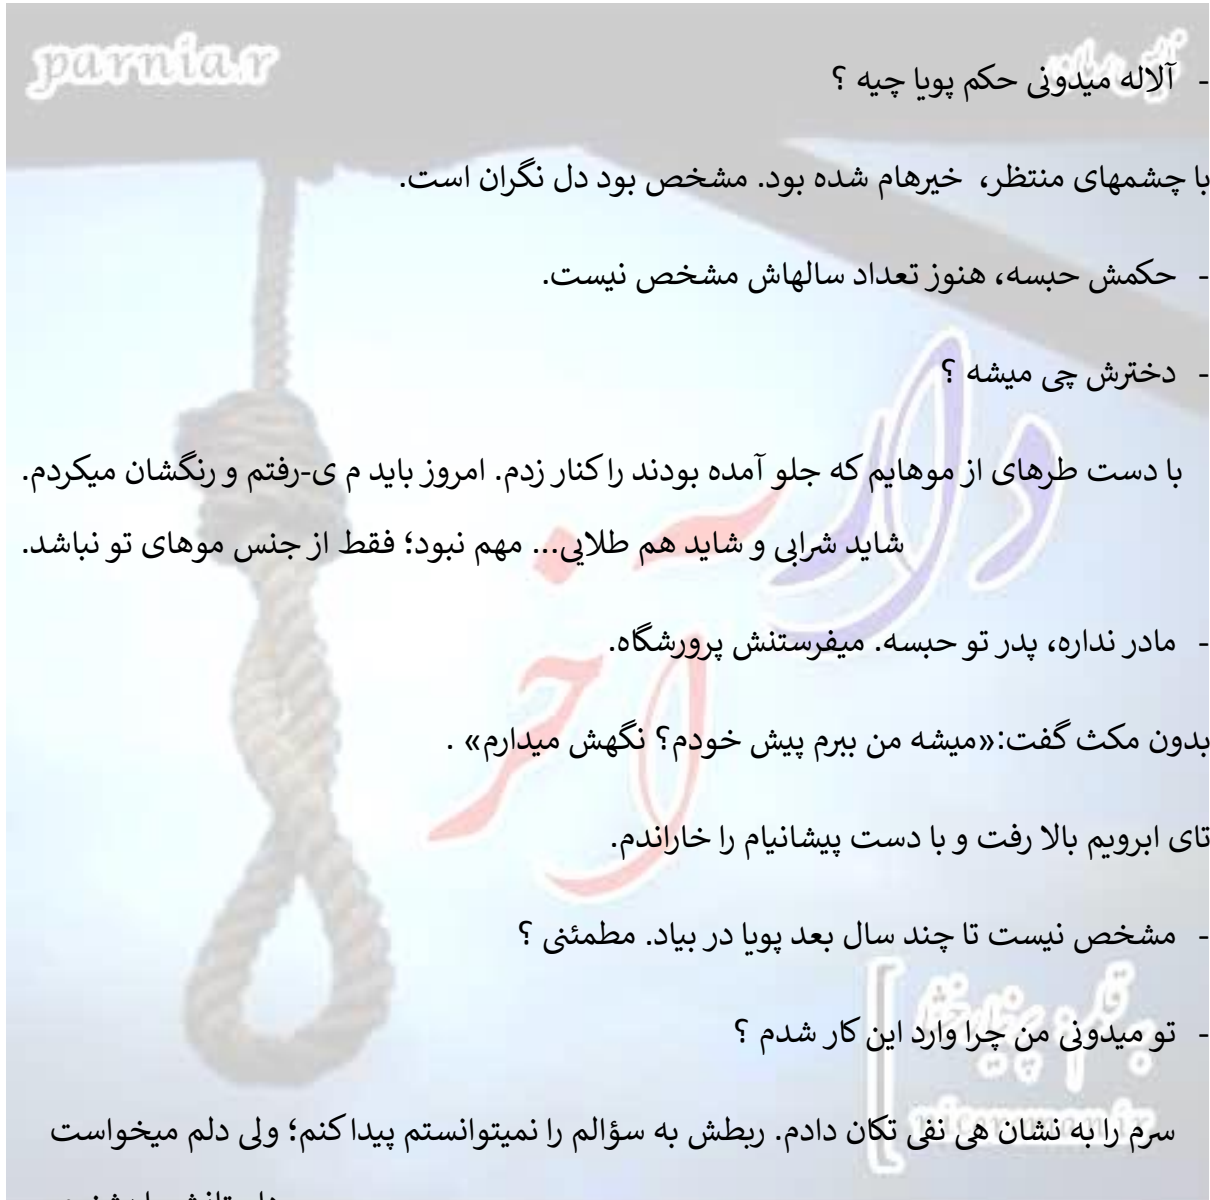 parnia.r
- آلاله میدونی حکم پویا چیه ؟
با چشمهای منتظر، خیرهام شده بود. مشخص بود دل نگران است.
- حکمش حبسه، هنوز تعداد سالهاش مشخص نیست.
- دخترش چی میشه ؟
با دست طرهای از موهایم که جلو آمده بودند را کنار زدم. امروز باید م ی-رفتم و رنگشان میکردم.
شاید شرابی و شاید هم طلایی... مهم نبود؛ فقط از جنس موهای تو نباشد.
دار
آخر
- مادر نداره، پدر تو حبسه. میفرستنش پرورشگاه.
بدون مکث گفت:«میشه من ببرم پیش خودم؟ نگهش میدارم» .
تای ابرویم بالا رفت و با دست پیشانیام را خاراندم.
- مشخص نیست تا چند سال بعد پویا در بیاد. مطمئنی ؟
- تو میدونی من چرا وارد این کار شدم ؟
سرم را به نشان هی نفی تکان دادم. ربطش به سؤالم را نمیتوانستم پیدا کنم؛ ولی دلم میخواست